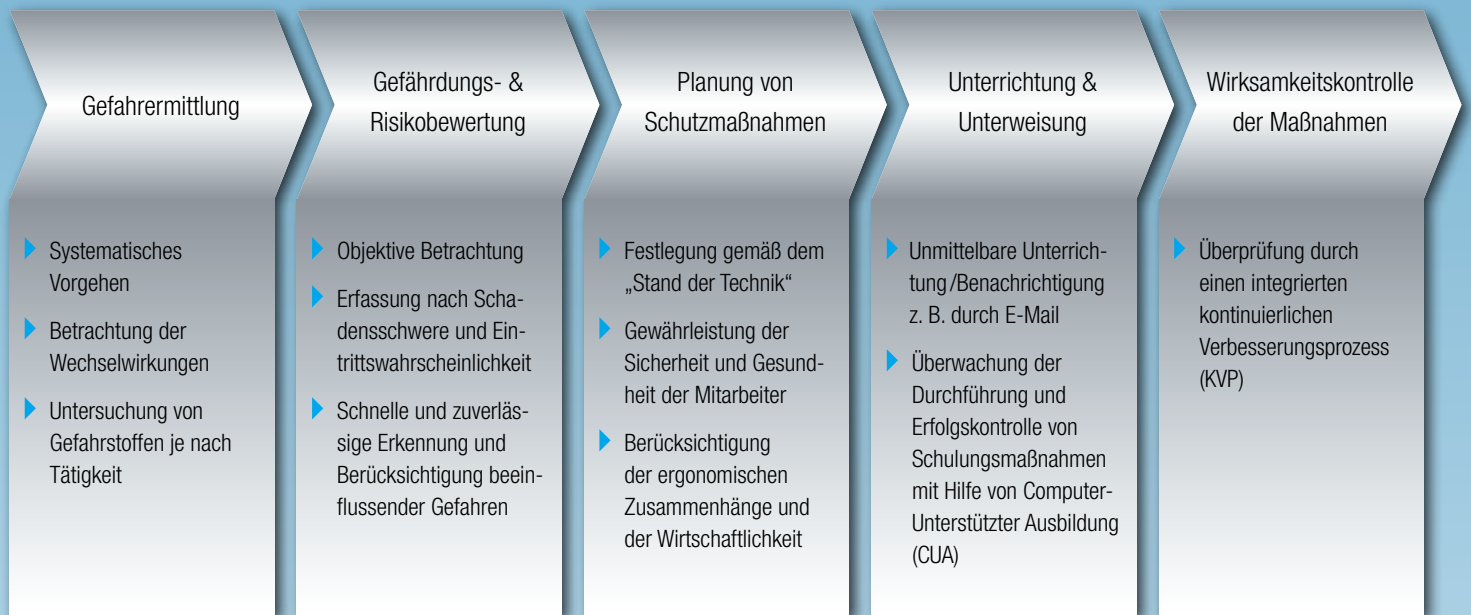 Gefahrermittlung
Systematisches
Vorgehen
Betrachtung der
Wechselwirkungen
Untersuchung von
Gefahrstoffen je nach
Tätigkeit
Gefährdungs- &
Risikobewertung
Objektive Betrachtung
Erfassung nach Scha-
densschwere und Ein-
trittswahrscheinlichkeit
Schnelle und zuverläs-
sige Erkennung und
Berücksichtigung beein-
flussender Gefahren
Planung von
Schutzmaßnahmen
Festlegung gemäß dem
„Stand der Technik“
Gewährleistung der
Sicherheit und Gesund-
heit der Mitarbeiter
Berücksichtigung
der ergonomischen
Zusammenhänge und
der Wirtschaftlichkeit
Unterrichtung &
Unterweisung
Unmittelbare Unterrich-
tung/Benachrichtigung
z. B. durch E-Mail
Überwachung der
Durchführung und
Erfolgskontrolle von
Schulungsmaßnahmen
mit Hilfe von Computer-
Unterstützter Ausbildung
(CUA)
Wirksamkeitskontrolle
der Maßnahmen
Überprüfung durch
einen integrierten
kontinuierlichen
Verbesserungsprozess
(KVP)